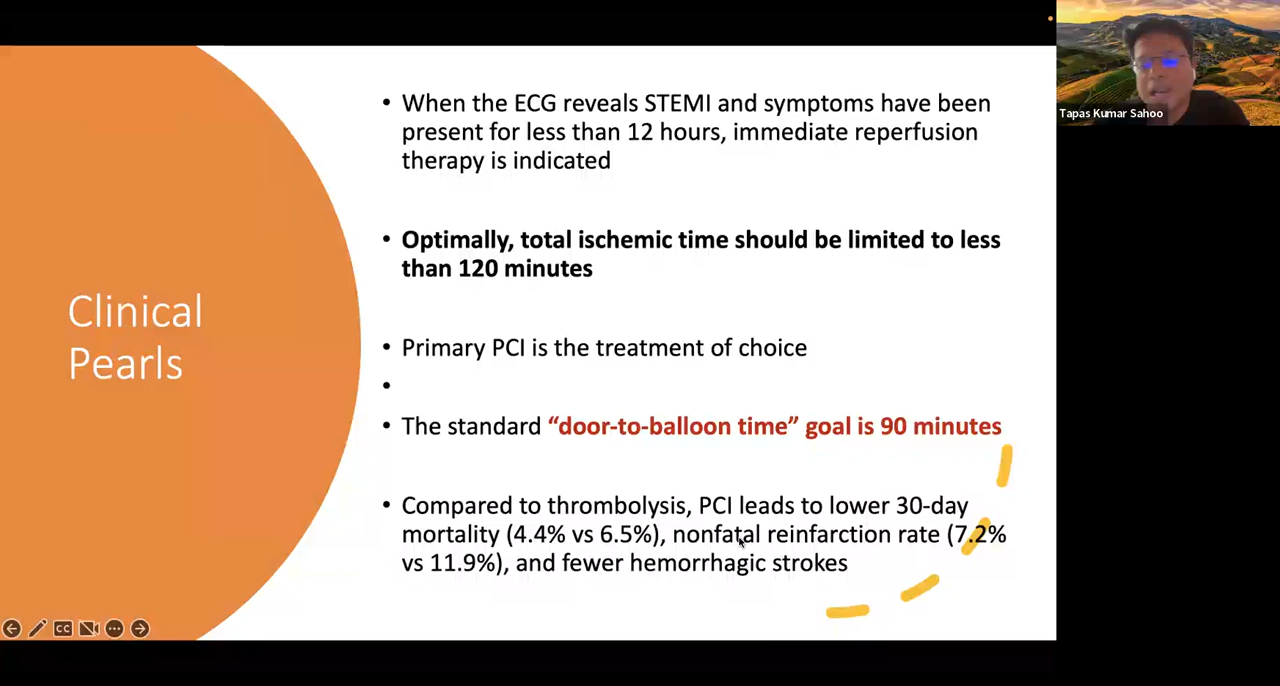 Clinical
Pearls
• When the ECG reveals STEMI and symptoms have been
present for less than 12 hours, immediate reperfusion
therapy is indicated
• Optimally, total ischemic time should be limited to less
than 120 minutes
• Primary PCI is the treatment of choice
•
• The standard “door-to-balloon time” goal is 90 minutes
• Compared to thrombolysis, PCI leads to lower 30-day
mortality (4.4% vs 6.5%), nonfatal reinfarction rate (7.2%
vs 11.9%), and fewer hemorrhagic strokes
CC
Tapas Kumar Sahoo